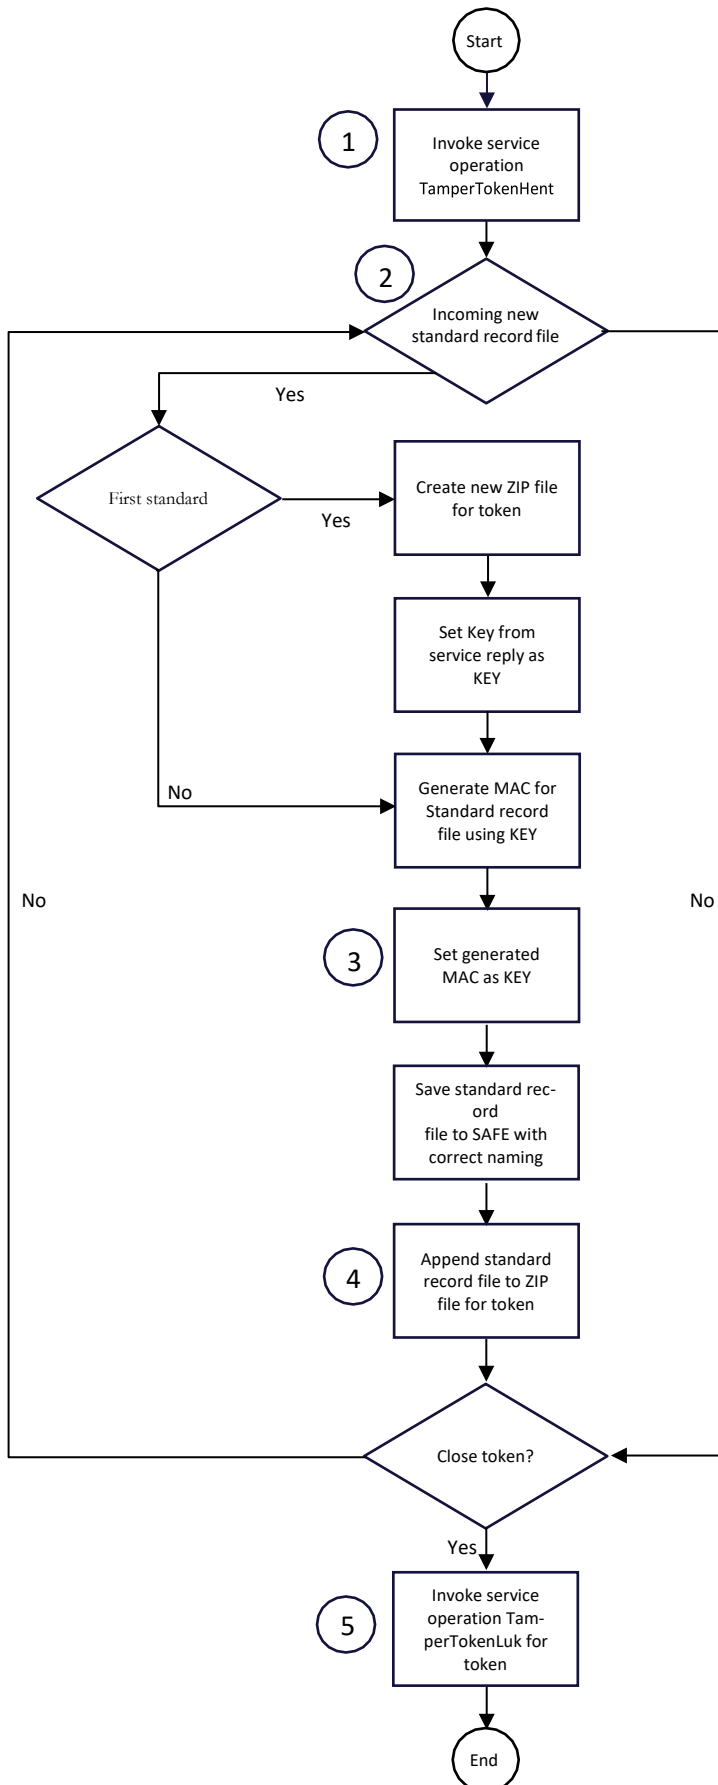 Start
1
Invoke service
operation
TamperTokenHent
2
Incoming new
standard record file
Yes
First standard
Yes
Create new ZIP file
for token
Set Key from
service reply as
KEY
No
Generate MAC for
Standard record
file using KEY
No
No
3
Set generated
MAC as KEY
Save standard rec-
ord
file to SAFE with
correct naming
4
Append standard
record file to ZIP
file for token
Close token?
Yes
5
Invoke service
operation Tam-
perTokenLuk for
token
End